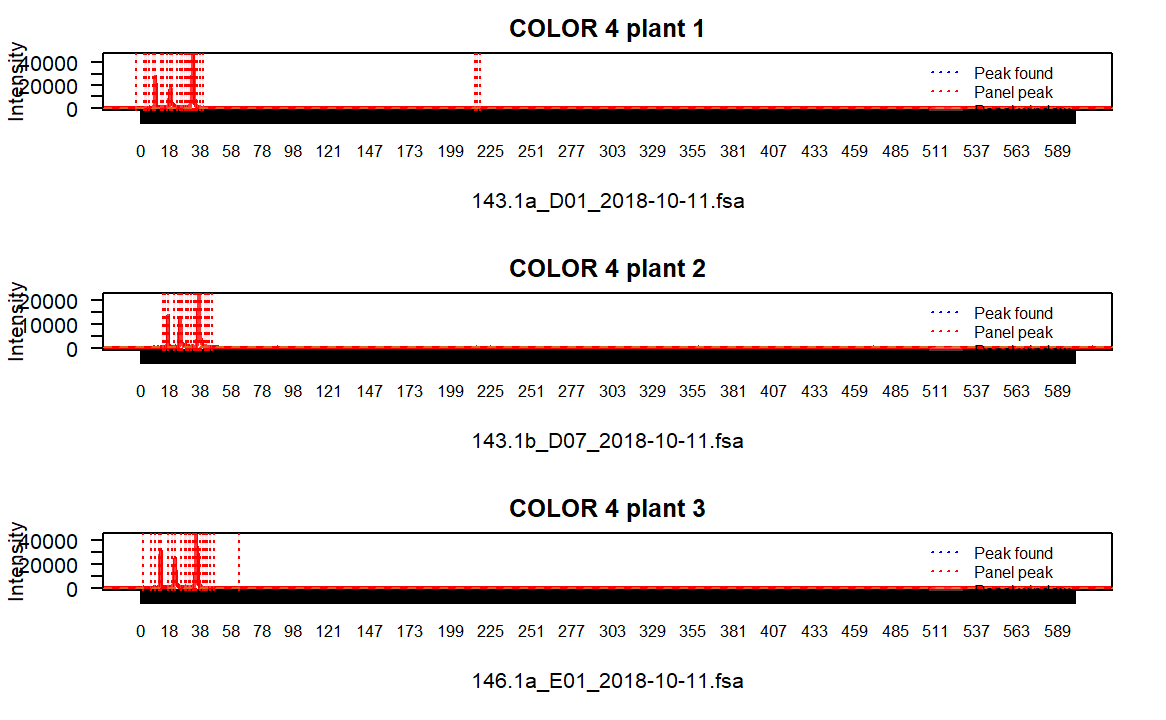 COLOR 4 plant 1
Intensity
40000
20000
0
Peak found
Panel peak
0 18 38 58 78 98 121 147 173 199 225 251 277 303 329 355 381 407 433 459 485 511 537 563 589
143.1a_D01_2018-10-11.fsa
COLOR 4 plant 2
Intensity
20000
10000
0
Peak found
Panel peak
0 18 38 58 78 98 121 147 173 199 225 251 277 303 329 355 381 407 433 459 485 511 537 563 589
143.1b_D07_2018-10-11.fsa
COLOR 4 plant 3
Intensity
40000
20000
0
Peak found
Panel peak
0 18 38 58 78 98 121 147 173 199 225 251 277 303 329 355 381 407 433 459 485 511 537 563 589
146.1a_E01_2018-10-11.fsa